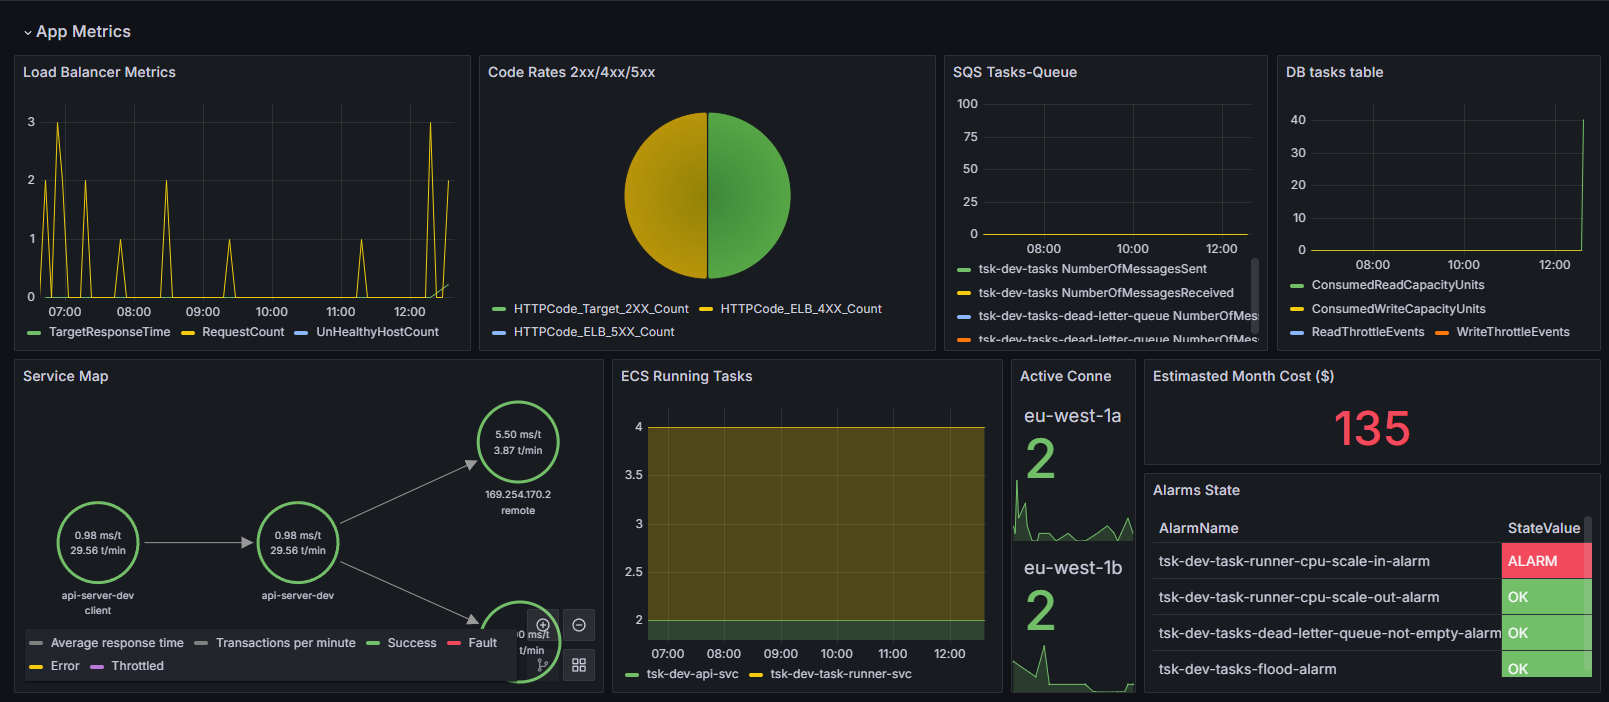 App Metrics
Load Balancer Metrics
3
2
1
0
07:00 08:00 09:00 10:00 11:00 12:00
TargetResponseTime RequestCount UnHealthyHostCount
Code Rates 2xx/4xx/5xx
HTTPCode_Target_2XX_Count HTTPCode_ELB_4XX_Count
HTTPCode_ELB_5XX_Count
SQS Tasks-Queue
100
75
50
25
0
08:00 10:00 12:00
tsk-dev-tasks NumberOfMessagesSent
tsk-dev-tasks NumberOfMessagesReceived
tsk-dev-tasks-dead-letter-queue NumberOfMes
tsk-dev-tasks-dead-letter-queue NumberOfMes
DB tasks table
40
30
20
10
0
08:00 10:00 12:00
ConsumedReadCapacityUnits
ConsumedWriteCapacityUnits
ReadThrottleEvents WriteThrottleEvents
Service Map
0.98 ms/t
29.56 t/min
api-server-dev
client
0.98 ms/t
29.56 t/min
api-server-dev
5.50 ms/t
3.87 t/min
169.254.170.2
remote
ms/t
t/min
Average response time Transactions per minute Success Fault
Error Throttled
ECS Running Tasks
4
3.5
3
2.5
2
07:00 08:00 09:00 10:00 11:00 12:00
tsk-dev-api-svc tsk-dev-task-runner-svc
Active Conne
eu-west-1a
2
eu-west-1b
2
Estimasted Month Cost ($)
135
Alarms State
AlarmName StateValue
tsk-dev-task-runner-cpu-scale-in-alarm ALARM
tsk-dev-task-runner-cpu-scale-out-alarm OK
tsk-dev-tasks-dead-letter-queue-not-empty-alarm OK
tsk-dev-tasks-flood-alarm OK